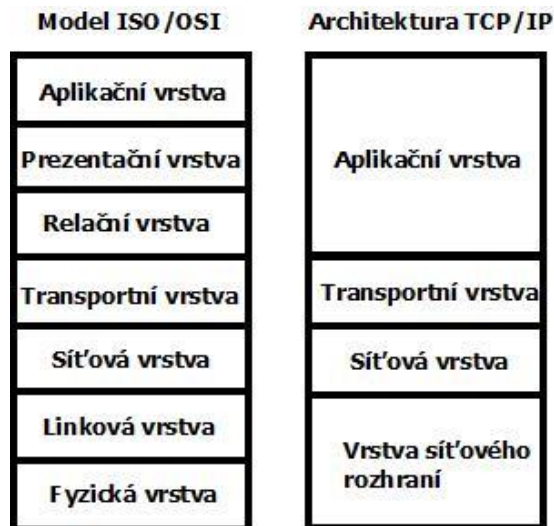 Model ISO/OSI
Aplikační vrstva
Prezentační vrstva
Relační vrstva
Transportní vrstva
Síťová vrstva
Linková vrstva
Fyzická vrstva
Architektura TCP/IP
Aplikační vrstva
Transportní vrstva
Síťová vrstva
Vrstva síťového
rozhraní